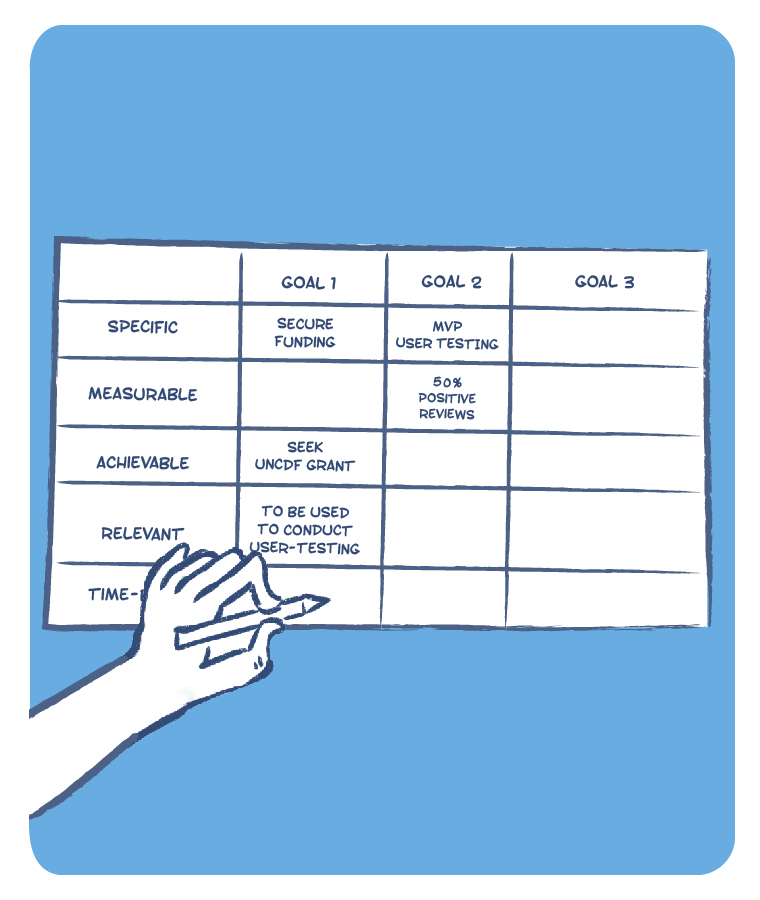 GOAL 1 GOAL 2 GOAL 3
SPECIFIC
SECURE
FUNDING
MVP
USER TESTING
MEASURABLE
50%
POSITIVE
REVIEWS
ACHIEVABLE
SEEK
UNCDF GRANT
RELEVANT
TO BE USED
TO CONDUCT
USER-TESTING
TIME-